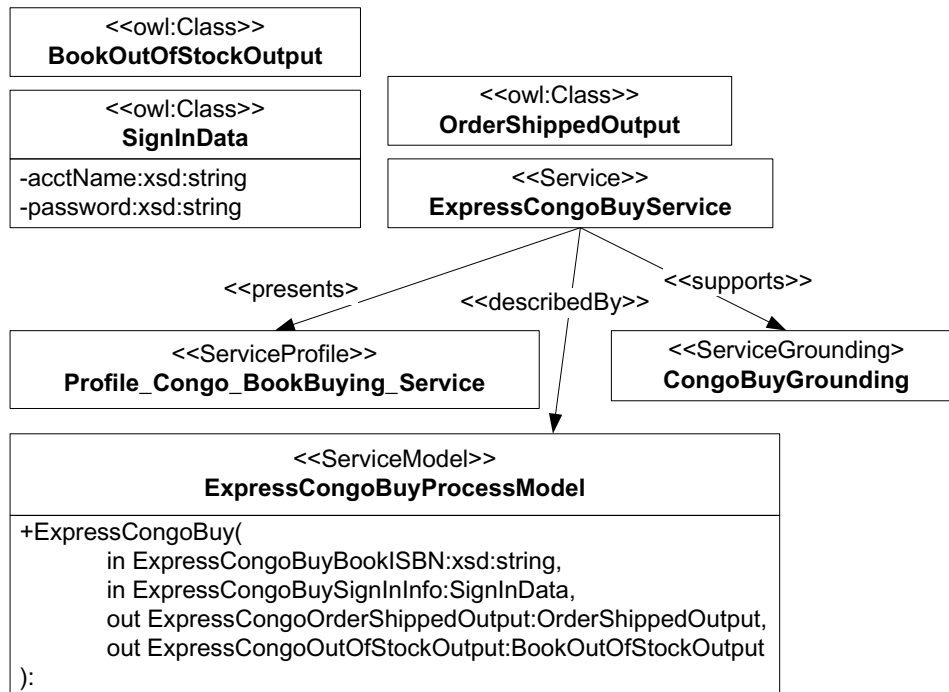 <<owl:Class>>
BookOutOfStockOutput
<<owl:Class>>
SignInData
-acctName:xsd:string
-password:xsd:string
<<owl:Class>>
OrderShippedOutput
<<Service>>
ExpressCongoBuyService
<<presents>
<<describedBy>>
<<supports>>
<<ServiceProfile>>
Profile_Congo_BookBuying_Service
<<ServiceGrounding>
CongoBuyGrounding
<<ServiceModel>>
ExpressCongoBuyProcessModel
+ExpressCongoBuy(
in ExpressCongoBuyBookISBN:xsd:string,
in ExpressCongoBuySignInInfo:SignInData,
out ExpressCongoOrderShippedOutput:OrderShippedOutput,
out ExpressCongoOutOfStockOutput:BookOutOfStockOutput
):